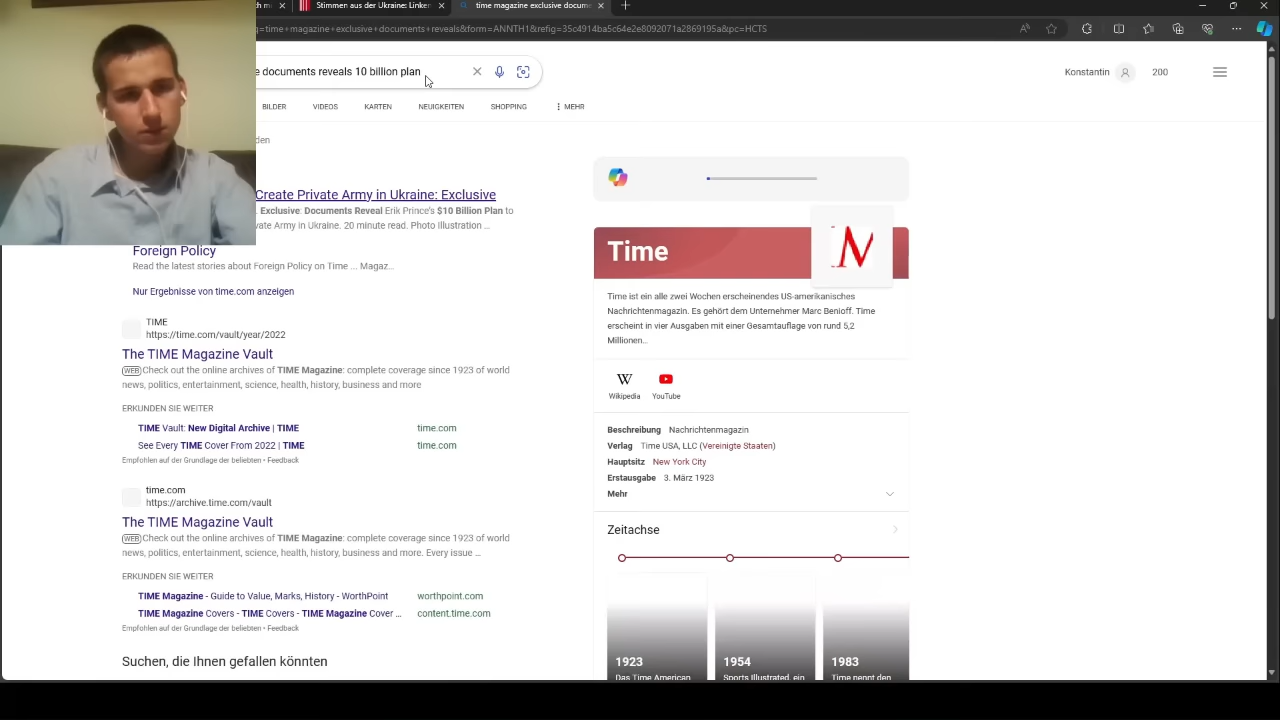 Stimmen aus der Ukraine: Linken
time magazine exclusive docume
=time+magazine+exclusive+documents+reveals&form=ANNTH1&refig=35c4914ba5c64e2e8092071a2869195a&pc=HCTS
documents reveals 10 billion plan
Konstantin
200
BILDER
VIDEOS
KARTEN
NEUIGKEITEN
SHOPPING
MEHR
Create Private Army in Ukraine: Exclusive
Exclusive: Documents Reveal Erik Prince's $10 Billion Plan to
Army in Ukraine. 20 minute read. Photo Illustration ...
Foreign Policy
Read the latest stories about Foreign Policy on Time ... Magaz...
Nur Ergebnisse von time.com anzeigen
TIME
https://time.com/vault/year/2022
The TIME Magazine Vault
WEB Check out the online archives of TIME Magazine: complete coverage since 1923 of world
news, politics, entertainment, science, health, history, business and more
ERKUNDEN SIE WEITER
TIME Vault: New Digital Archive | TIME time.com
See Every TIME Cover From 2022 | TIME time.com
Empfohlen auf der Grundlage der beliebten • Feedback
time.com
https://archive.time.com/vault
The TIME Magazine Vault
WEB Check out the online archives of TIME Magazine: complete coverage since 1923 of world
news, politics, entertainment, science, health, history, business and more. Every issue ...
ERKUNDEN SIE WEITER
TIME Magazine - Guide to Value, Marks, History - WorthPoint worthpoint.com
TIME Magazine Covers - TIME Covers - TIME Magazine Cover ... content.time.com
Empfohlen auf der Grundlage der beliebten • Feedback
Suchen, die Ihnen gefallen könnten
Time
Time ist ein alle zwei Wochen erscheinendes US-amerikanisches
Nachrichtenmagazin. Es gehört dem Unternehmer Marc Benioff. Time
erscheint in vier Ausgaben mit einer Gesamtauflage von rund 5,2
Millionen...
Wikipedia
YouTube
Beschreibung Nachrichtenmagazin
Verlag Time USA, LLC (Vereinigte Staaten)
Hauptsitz New York City
Erstausgabe 3. März 1923
Mehr
Zeitachse
1923
1954
1983
Das Time American
Sports Illustrated, ein
Time nennt den